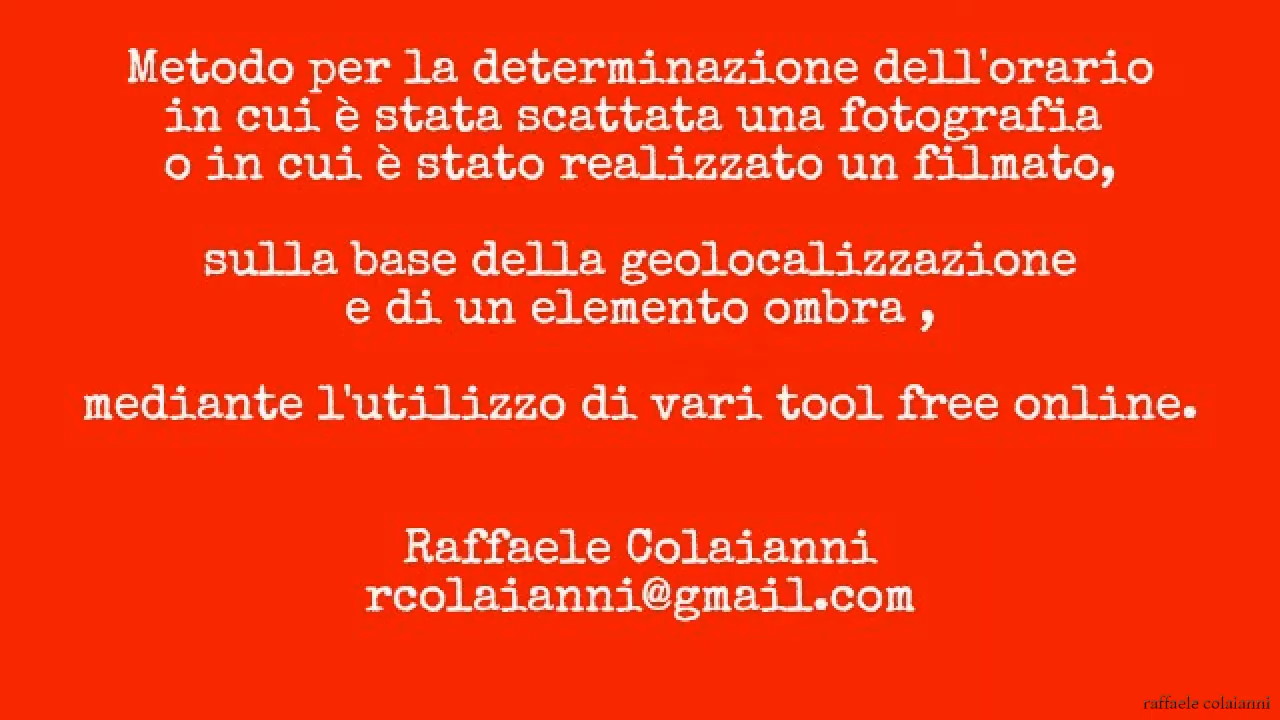 Metodo per la determinazione dell'orario
in cui è stata scattata una fotografia
o in cui è stato realizzato un filmato,
sulla base della geolocalizzazione
e di un elemento ombra ,
mediante l'utilizzo di vari tool free online.
Raffaele Colaianni
rcolaianni@gmail.com
raffaele colaianni